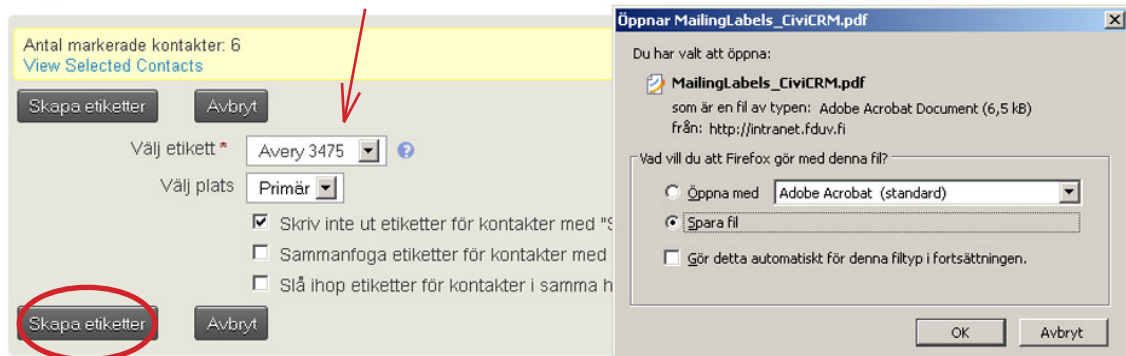 Antal markerade kontakter: 6
View Selected Contacts
Skapa etiketter Avbryt
Välj etikett * Avery 3475
Välj plats Primär
Skriv inte ut etiketter för kontakter med "S
Sammanfoga etiketter för kontakter med
Slå ihop etiketter för kontakter i samma h
Skapa etiketter Avbryt
Öppnar MailingLabels_CiviCRM.pdf
Du har valt att öppna:
MailingLabels_CiviCRM.pdf
som är en fil av typen: Adobe Acrobat Document (6,5 kB)
från: http://intranet.fduv.fi
Vad vill du att Firefox gör med denna fil?
Öppna med Adobe Acrobat (standard)
Spara fil
Gör detta automatiskt för denna filtyp i fortsättningen.
OK Avbryt